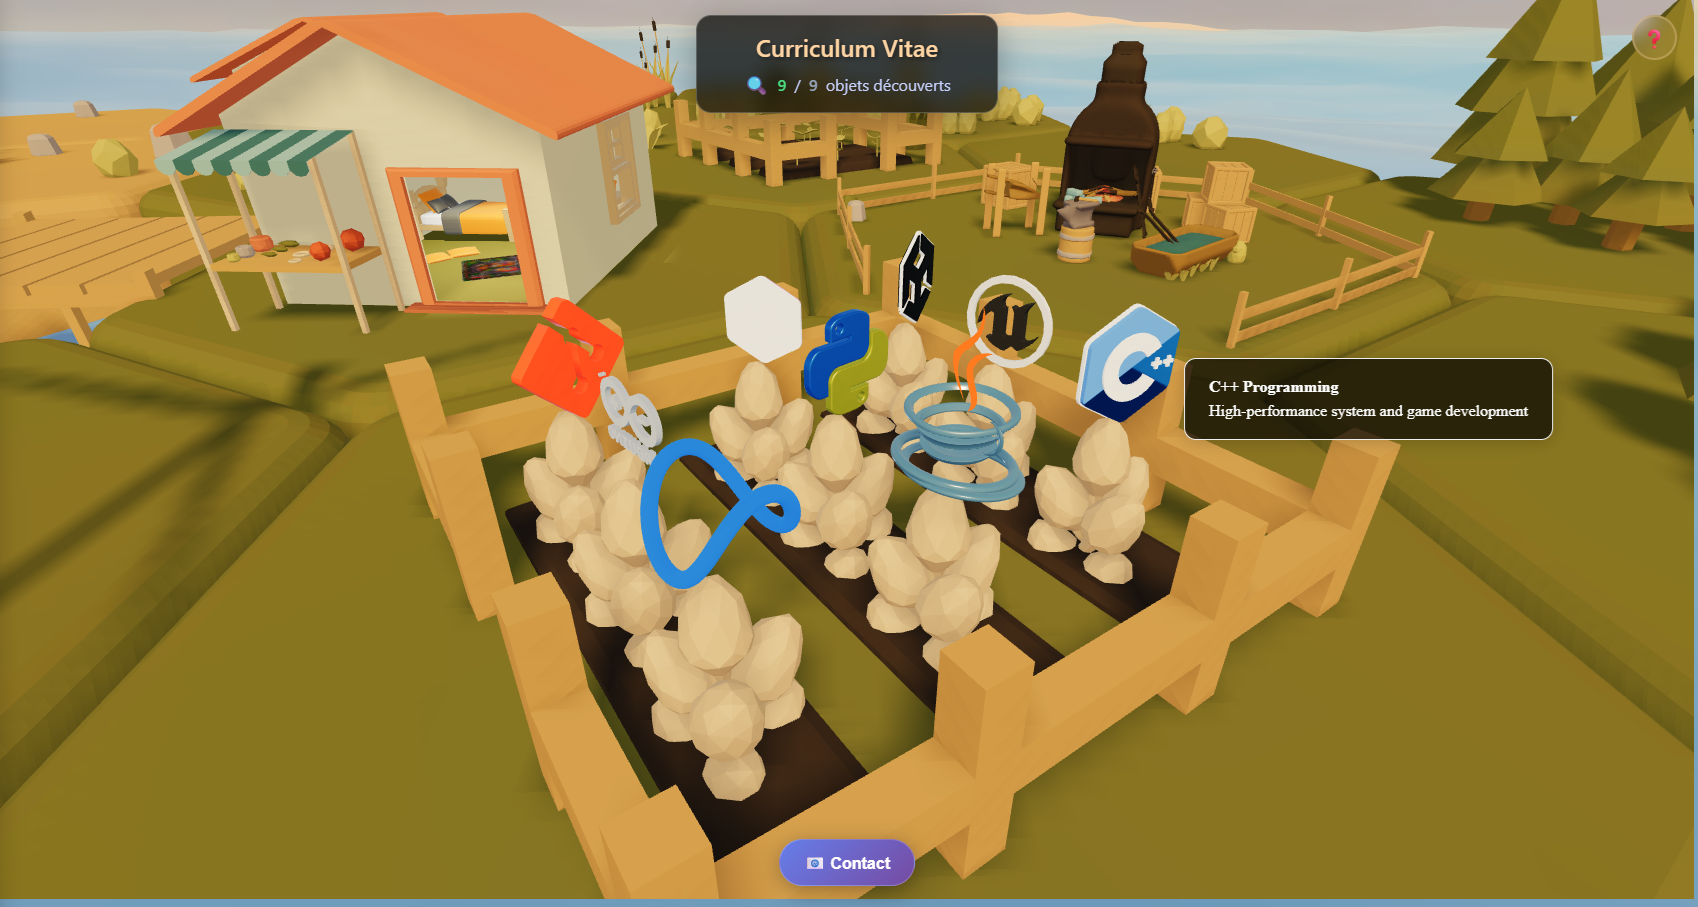 Curriculum Vitae
9 / 9 objets découverts
?
C++
C++ Programming
High-performance system and game development
Contact